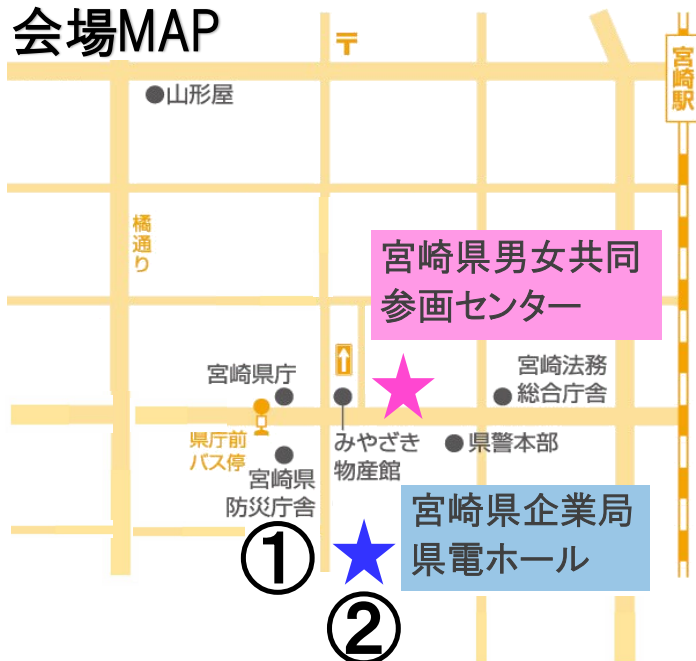 会場MAP
〒
宮崎駅
●山形屋
橘通り
宮崎県男女共同
参画センター
宮崎県庁
宮崎法務
総合庁舎
県庁前
バス停
みやざき
物産館
県警本部
宮崎県
防災庁舎
宮崎県企業局
県電ホール
①
②